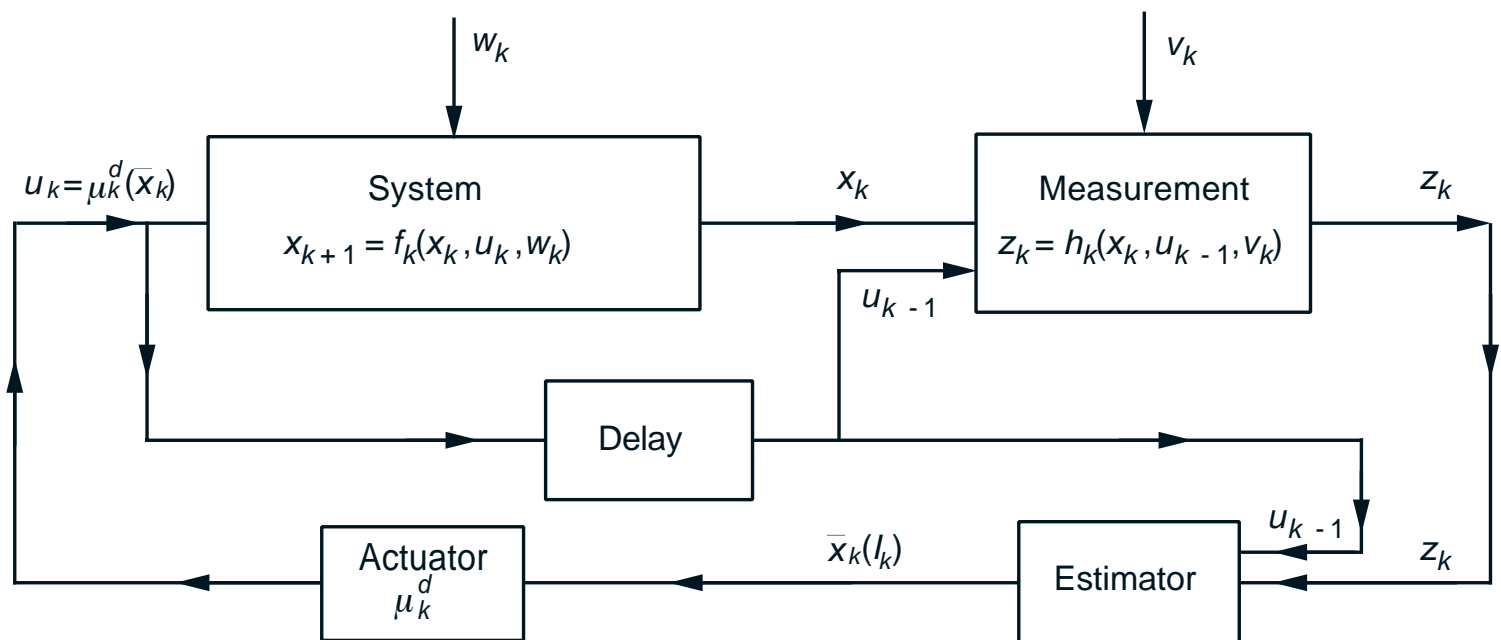 w_k
v_k
u_k = μ_k^d(x̄_k)
System
x_{k+1} = f_k(x_k, u_k, w_k)
x_k
Measurement
z_k = h_k(x_k, u_{k-1}, v_k)
z_k
u_{k-1}
Delay
u_{k-1}
Actuator
μ_k^d
x̄_k(I_k)
Estimator
z_k